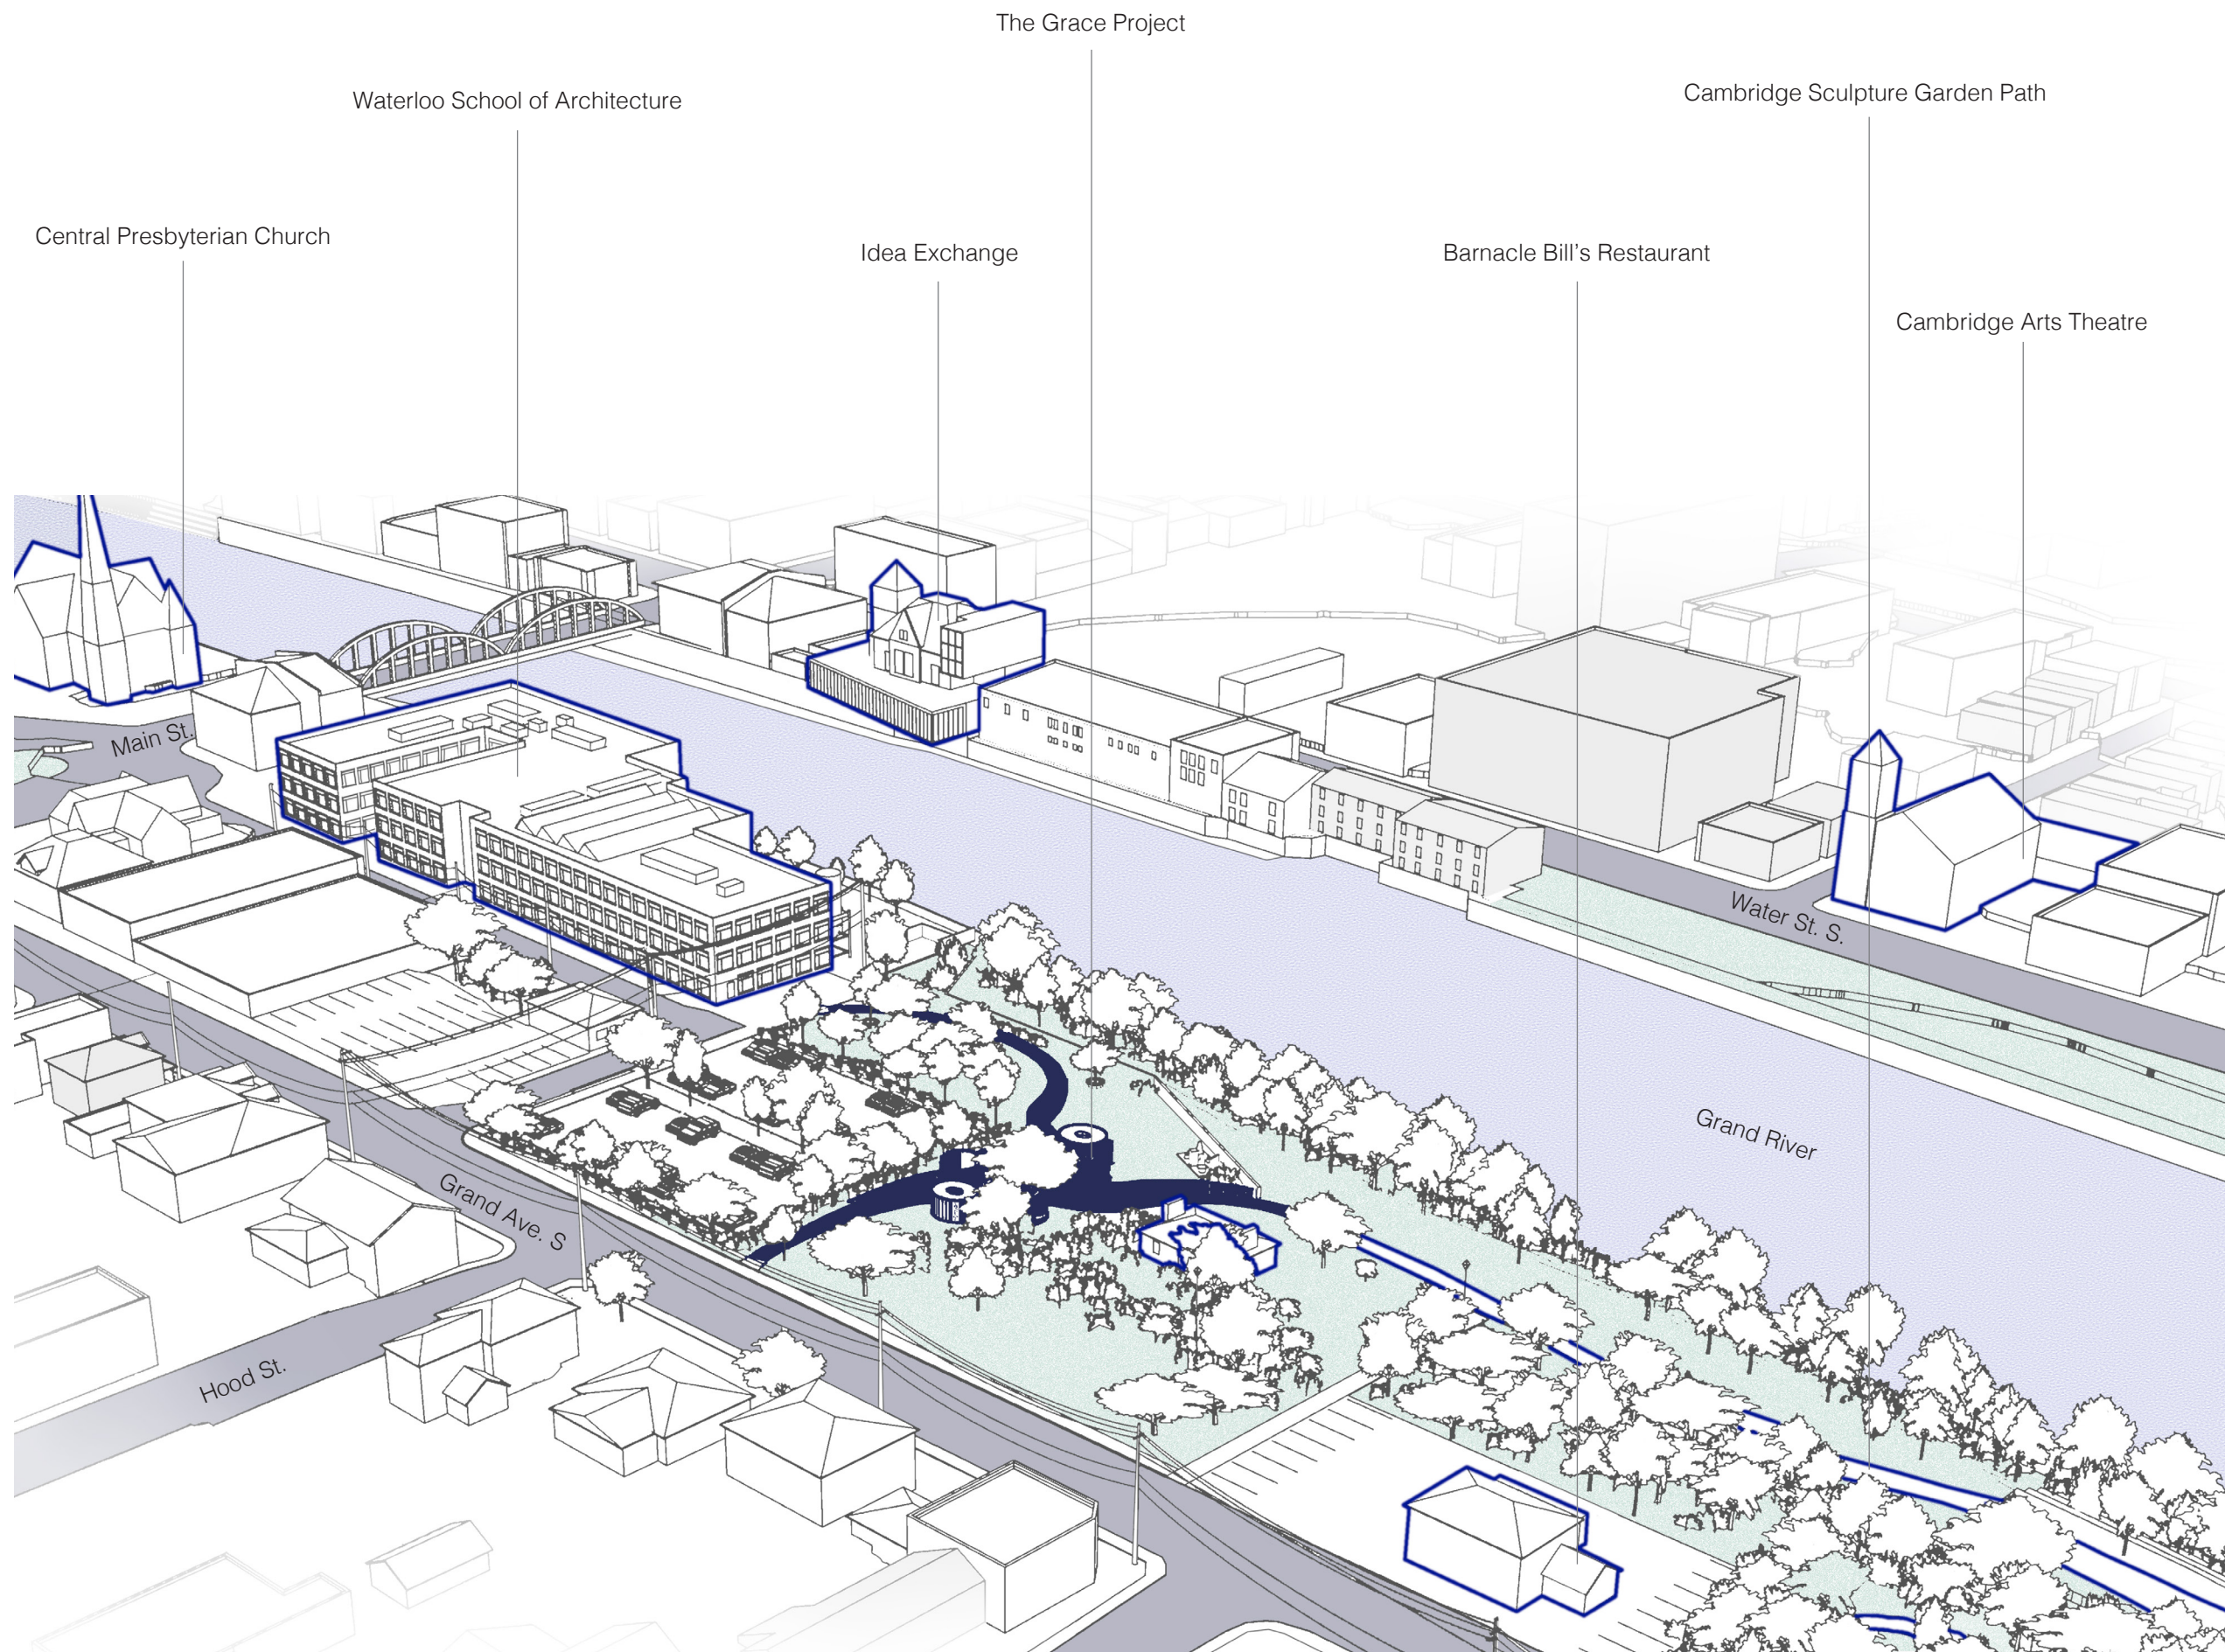 The Grace Project
Cambridge Sculpture Garden Path
Waterloo School of Architecture
Central Presbyterian Church
Idea Exchange
Barnacle Bill's Restaurant
Cambridge Arts Theatre
Main St.
Water St. S.
Grand River
Grand Ave. S
Hood St.